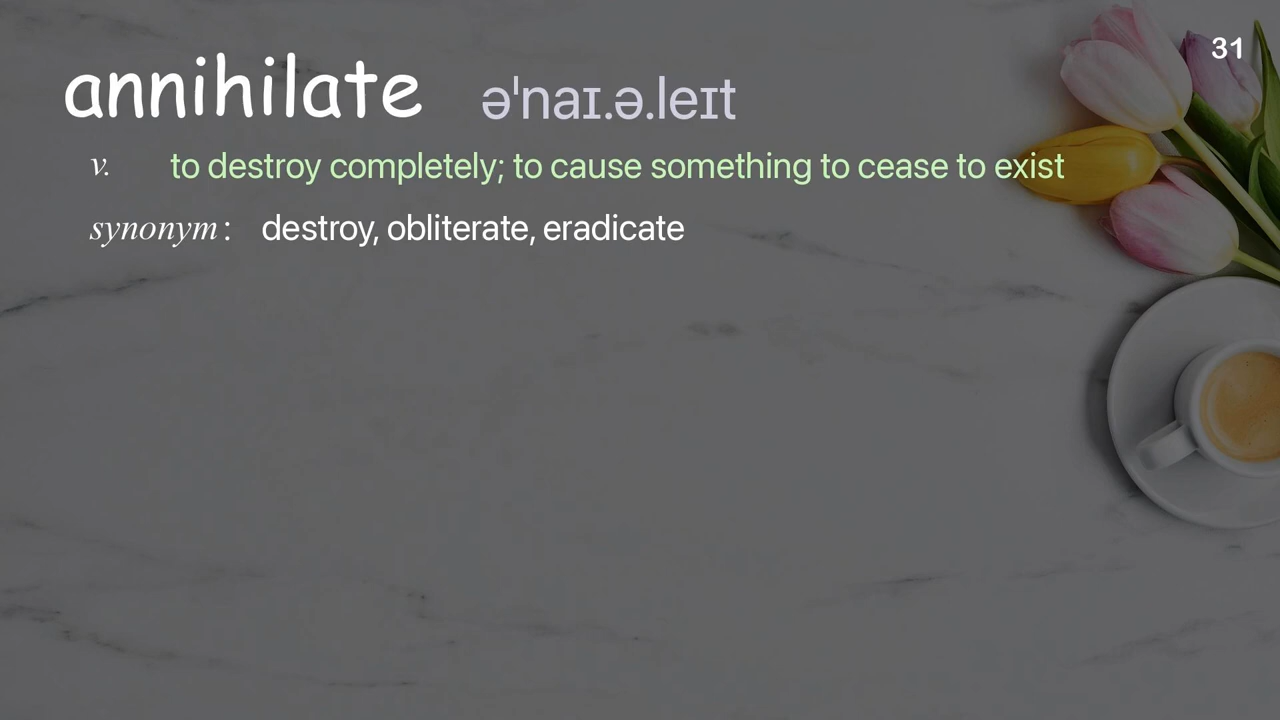 31
annihilate əˈnaɪ.ə.leɪt
v. to destroy completely; to cause something to cease to exist
synonym: destroy, obliterate, eradicate